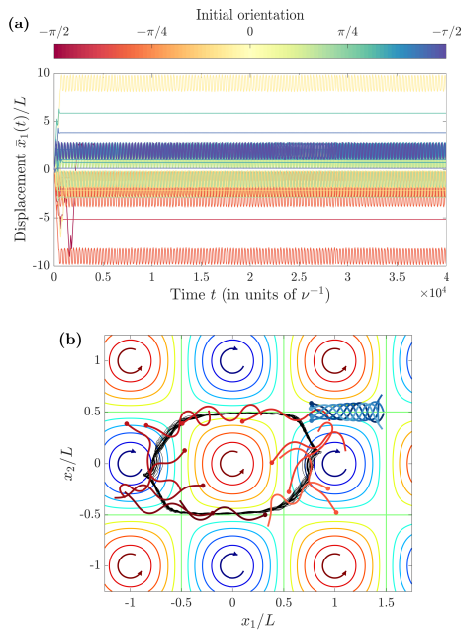 Initial orientation
(a)
−π/2 −π/4 0 π/4 −τ/2
10
5
0
-5
-10
Displacement x̄₁(t)/L
0 0.5 1 1.5 2 2.5 3 3.5 4
×10⁴
Time t (in units of ν⁻¹)
(b)
1
0.5
0
-0.5
-1
x₂/L
-1 -0.5 0 0.5 1 1.5
x₁/L